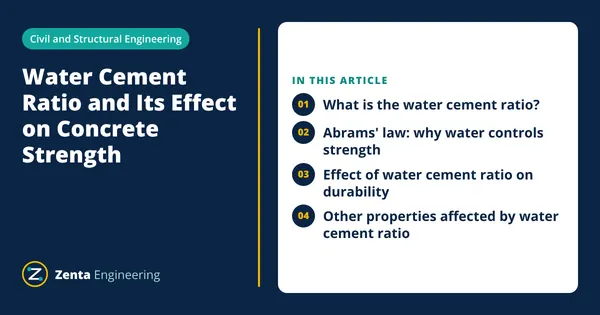 Civil and Structural Engineering
Water Cement
Ratio and Its Effect
on Concrete
Strength
Zenta Engineering
IN THIS ARTICLE
01 What is the water cement ratio?
02 Abrams' law: why water controls
strength
03 Effect of water cement ratio on
durability
04 Other properties affected by water
cement ratio